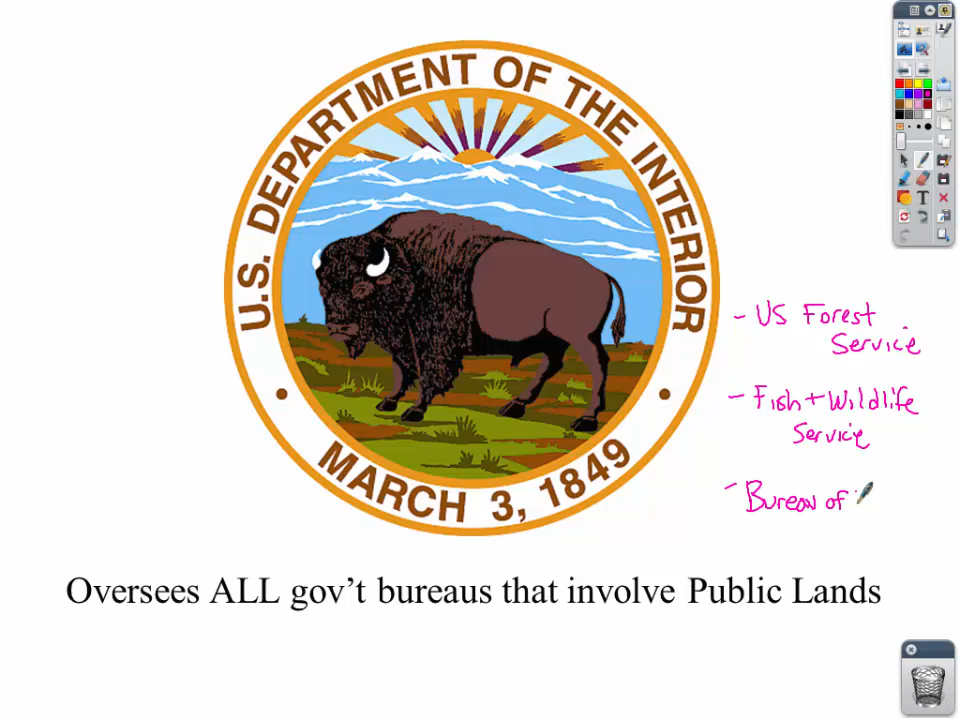 U.S. DEPARTMENT OF THE INTERIOR
MARCH 3, 1849
- US Forest
Service
- Fish + Wildlife
Service
- Bureau of
Oversees ALL gov’t bureaus that involve Public Lands
T